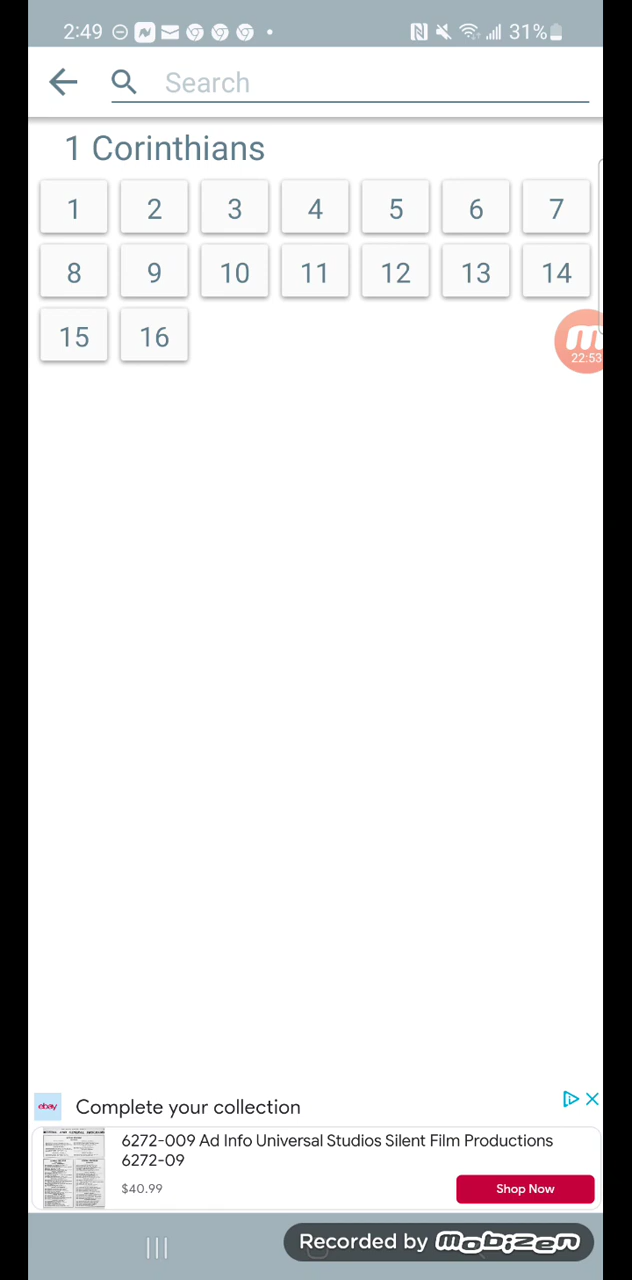 2:49 31%
Search
1 Corinthians
1 2 3 4 5 6 7
8 9 10 11 12 13 14
15 16
22:53
ebay Complete your collection
6272-009 Ad Info Universal Studios Silent Film Productions
6272-09
$40.99 Shop Now
Recorded by mobizen